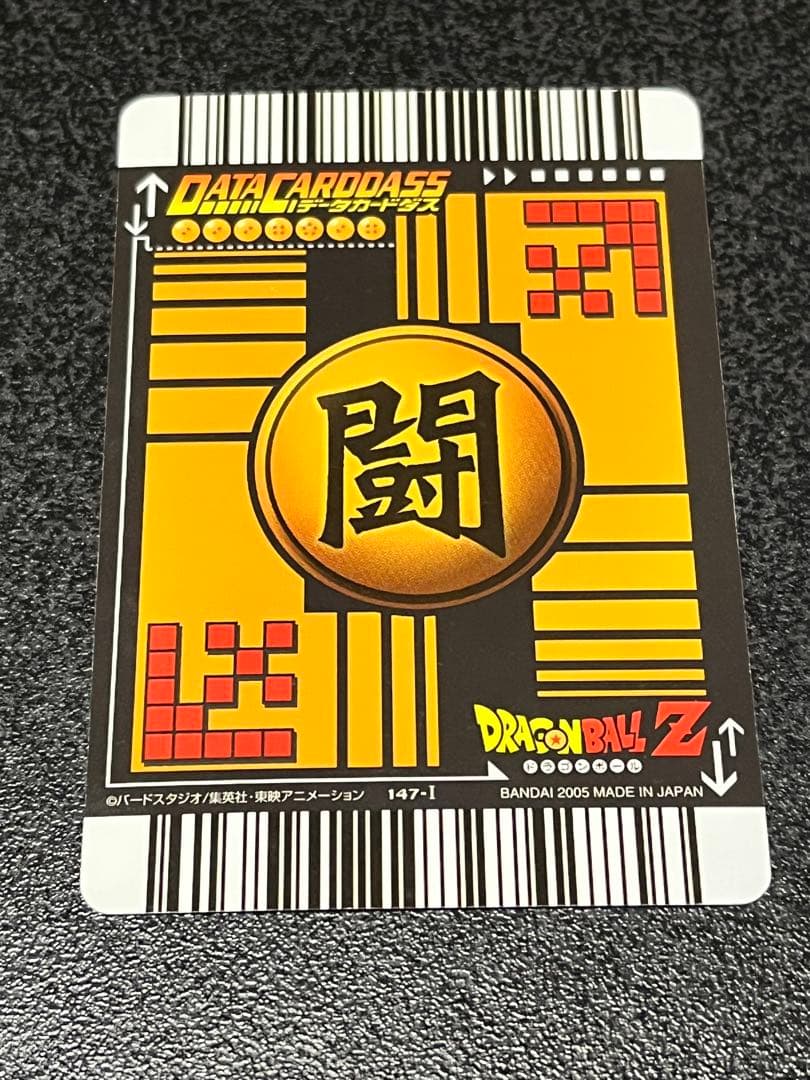 DATA CARDDASS
データカードダス
闘
DRAGONBALL Z
ドラゴンボール
©バードスタジオ/集英社・東映アニメーション 147-I BANDAI 2005 MADE IN JAPAN